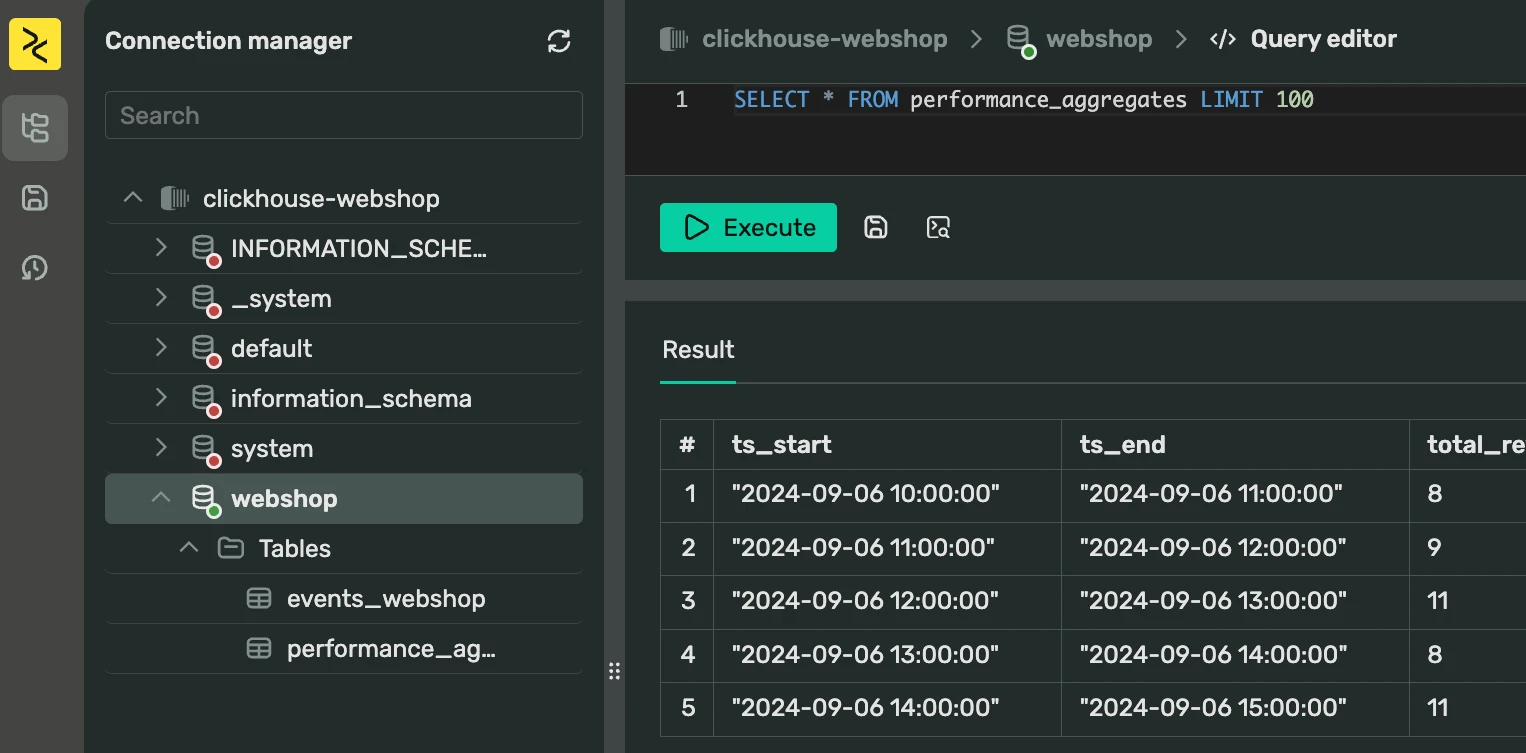 Connection manager
Search
clickhouse-webshop
INFORMATION_SCHE...
_system
default
information_schema
system
webshop
Tables
events_webshop
performance_ag...
clickhouse-webshop > webshop > </> Query editor
1 SELECT * FROM performance_aggregates LIMIT 100
Execute
Result
# ts_start ts_end total_re
1 "2024-09-06 10:00:00" "2024-09-06 11:00:00" 8
2 "2024-09-06 11:00:00" "2024-09-06 12:00:00" 9
3 "2024-09-06 12:00:00" "2024-09-06 13:00:00" 11
4 "2024-09-06 13:00:00" "2024-09-06 14:00:00" 8
5 "2024-09-06 14:00:00" "2024-09-06 15:00:00" 11